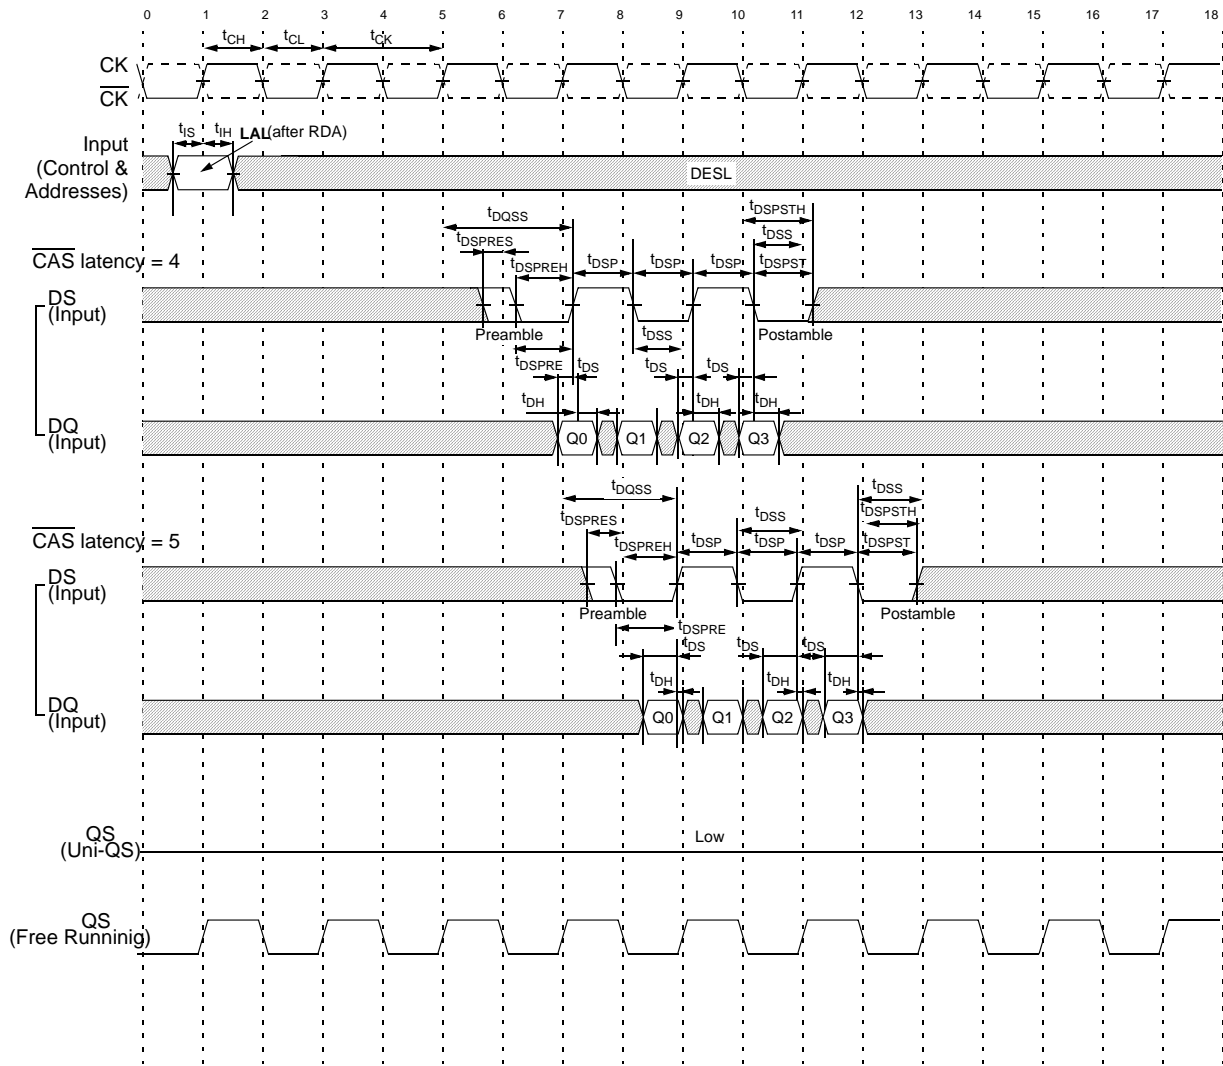 0 1 2 3 4 5 6 7 8 9 10 11 12 13 14 15 16 17 18
tCH tCL tCK
CK
CK
tIS tIH LAL(after RDA)
Input
(Control &
Addresses)
DESL
tDQSS tDSPSTH
tDSPRES tDSS
CAS latency = 4
tDSPREH tDSP tDSP tDSP tDSPST
DS
(Input)
Preamble Postamble
tDSPRE tDS tDSS tDS tDS
tDH tDH tDH
DQ
(Input)
Q0 Q1 Q2 Q3
tDQSS tDSS
tDSPRES tDSS tDSPSTH
CAS latency = 5
tDSPREH tDSP tDSP tDSP tDSPST
DS
(Input)
Preamble Postamble
tDSPRE
tDS tDS tDS
tDH tDH tDH
DQ
(Input)
Q0 Q1 Q2 Q3
QS
(Uni-QS)
Low
QS
(Free Runninig)